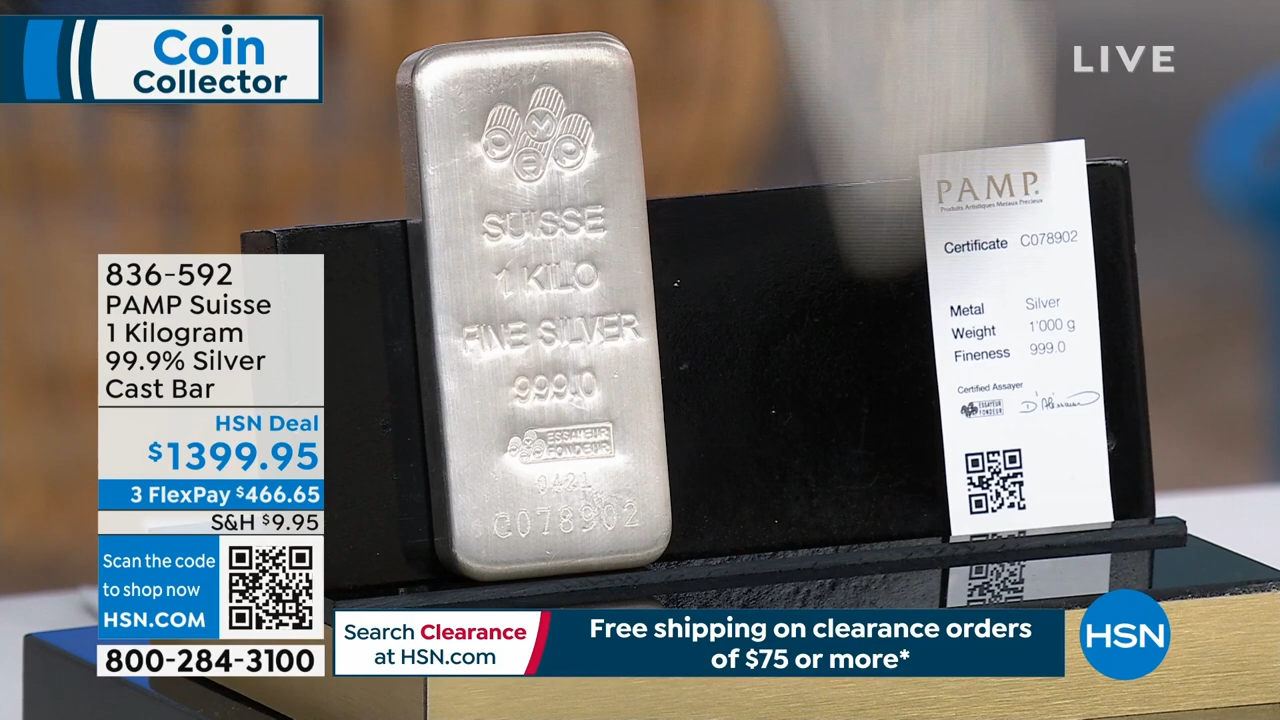 Coin
Collector
LIVE
PAMP
SUISSE
1 KILO
FINE SILVER
999.0
ESSAYEUR
FONDEUR
0421
C078902
PAMP.
Produits Artistiques Metaux Precieux
Certificate C078902
Metal Silver
Weight 1'000 g
Fineness 999.0
Certified Assayer
ESSAYEUR
FONDEUR
836-592
PAMP Suisse
1 Kilogram
99.9% Silver
Cast Bar
HSN Deal
$1399.95
3 FlexPay $466.65
S&H $9.95
Scan the code
to shop now
HSN.COM
800-284-3100
Search Clearance
at HSN.com
Free shipping on clearance orders
of $75 or more*
HSN